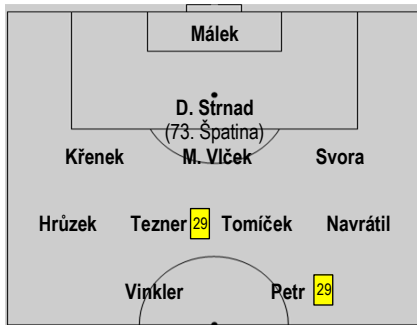 Málek
D. Strnad
(73. Špatina)
Křenek M. Vlček Svora
Hrůzek Tezner 29 Tomíček Navrátil
Vinkler Petr 29